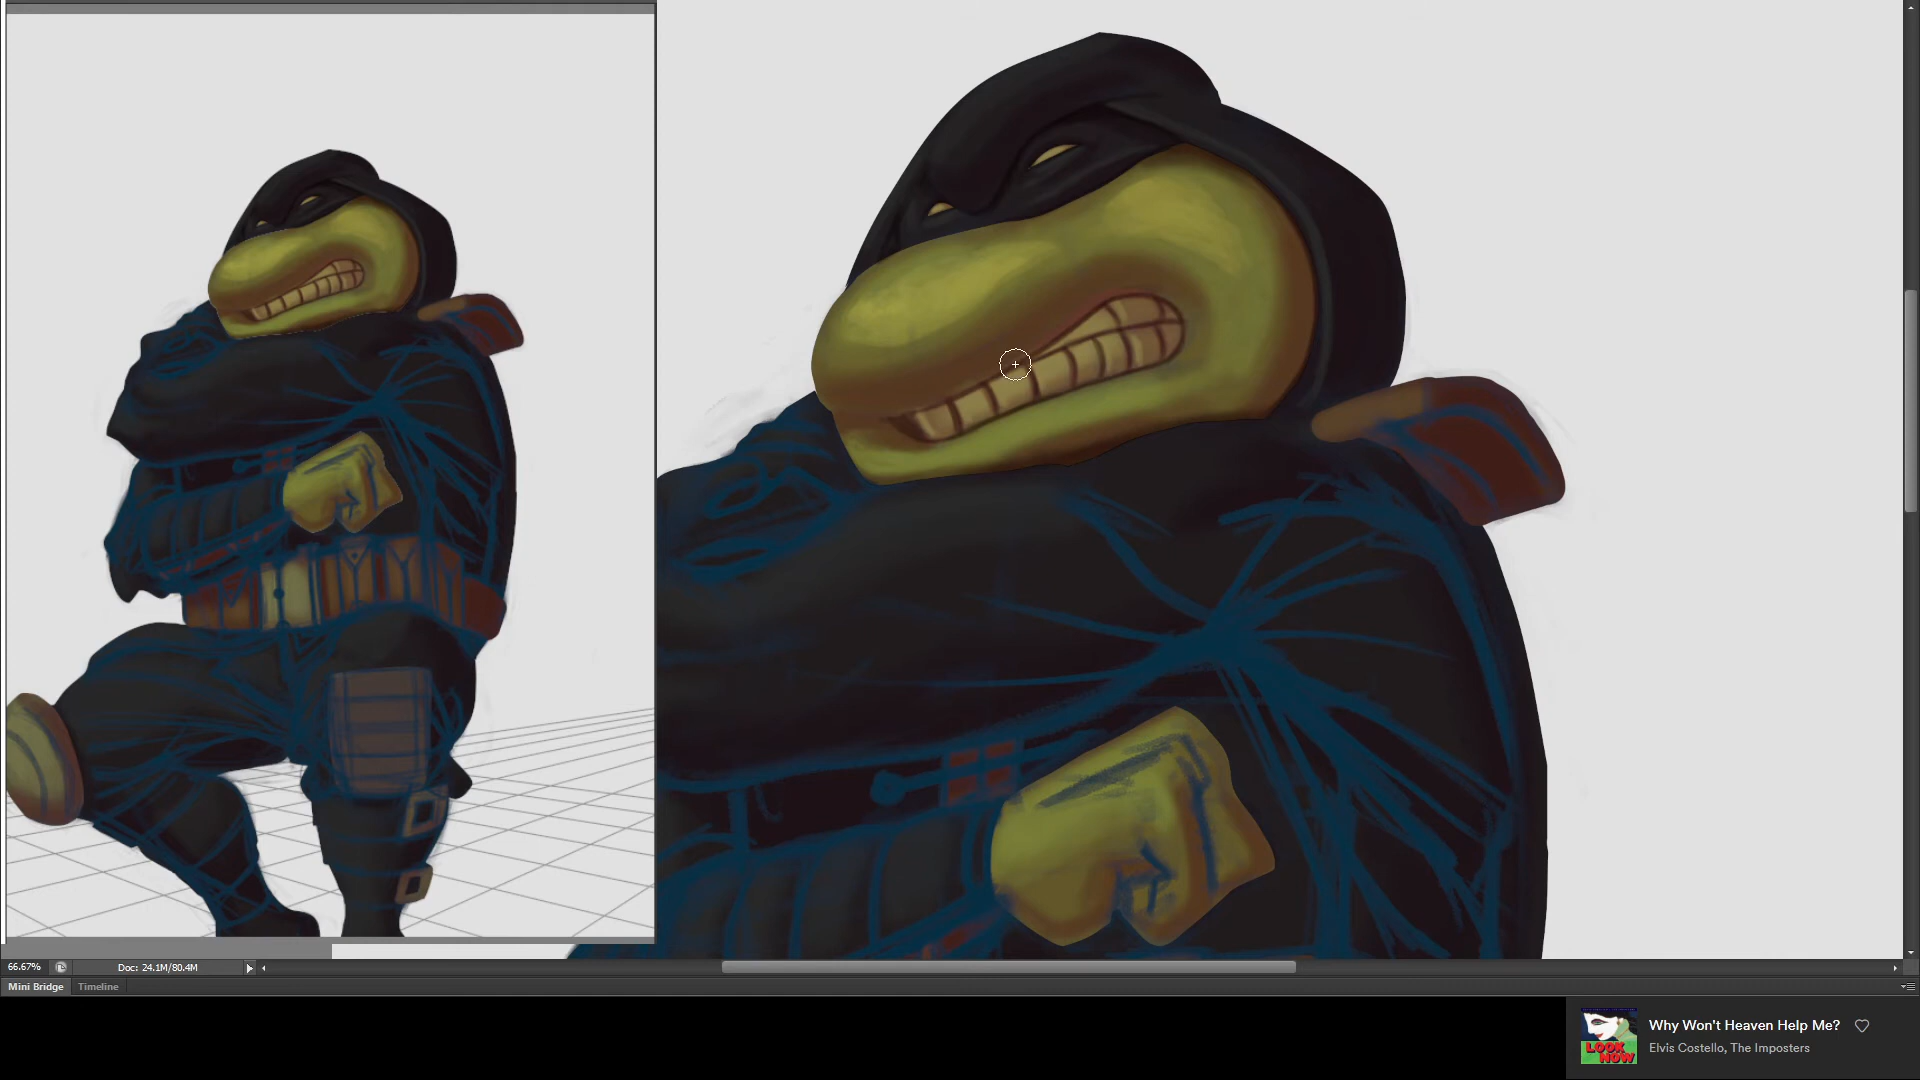 66.67%
Doc: 24.1M/80.4M
Mini Bridge
Timeline
Why Won't Heaven Help Me?
LOOK
NOW
Elvis Costello, The Imposters